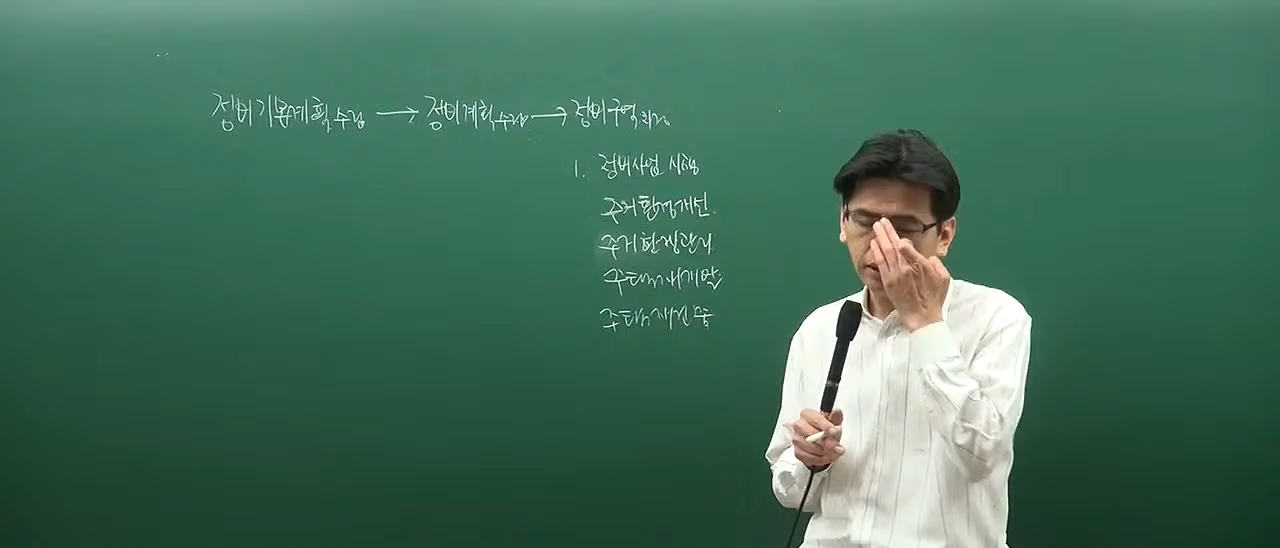 정비기본계획수립 → 정비계획수립 → 정비구역지정
1. 정비사업 시행
주거환경개선
주거환경관리
주택재개발
주택재건축